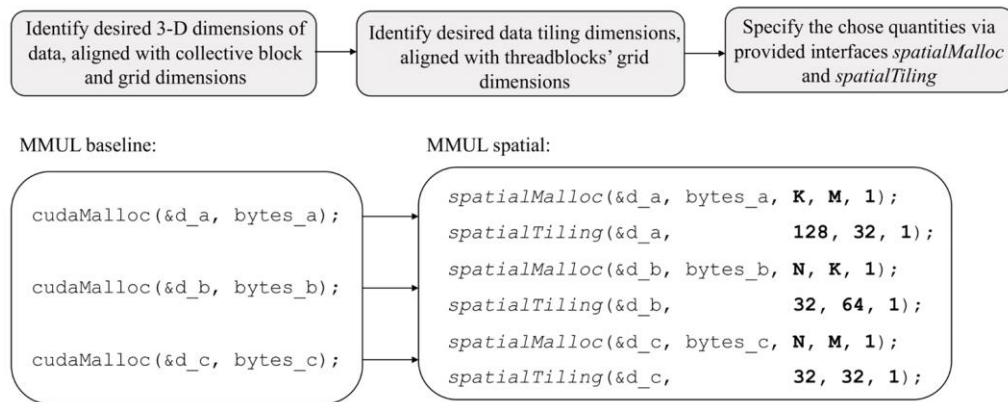 Identify desired 3-D dimensions of
data, aligned with collective block
and grid dimensions
Identify desired data tiling dimensions,
aligned with threadblocks' grid
dimensions
Specify the chose quantities via
provided interfaces spatialMalloc
and spatialTiling
MMUL baseline:
cudaMalloc(&d_a, bytes_a);
cudaMalloc(&d_b, bytes_b);
cudaMalloc(&d_c, bytes_c);
MMUL spatial:
spatialMalloc(&d_a, bytes_a, K, M, 1);
spatialTiling(&d_a, 128, 32, 1);
spatialMalloc(&d_b, bytes_b, N, K, 1);
spatialTiling(&d_b, 32, 64, 1);
spatialMalloc(&d_c, bytes_c, N, M, 1);
spatialTiling(&d_c, 32, 32, 1);